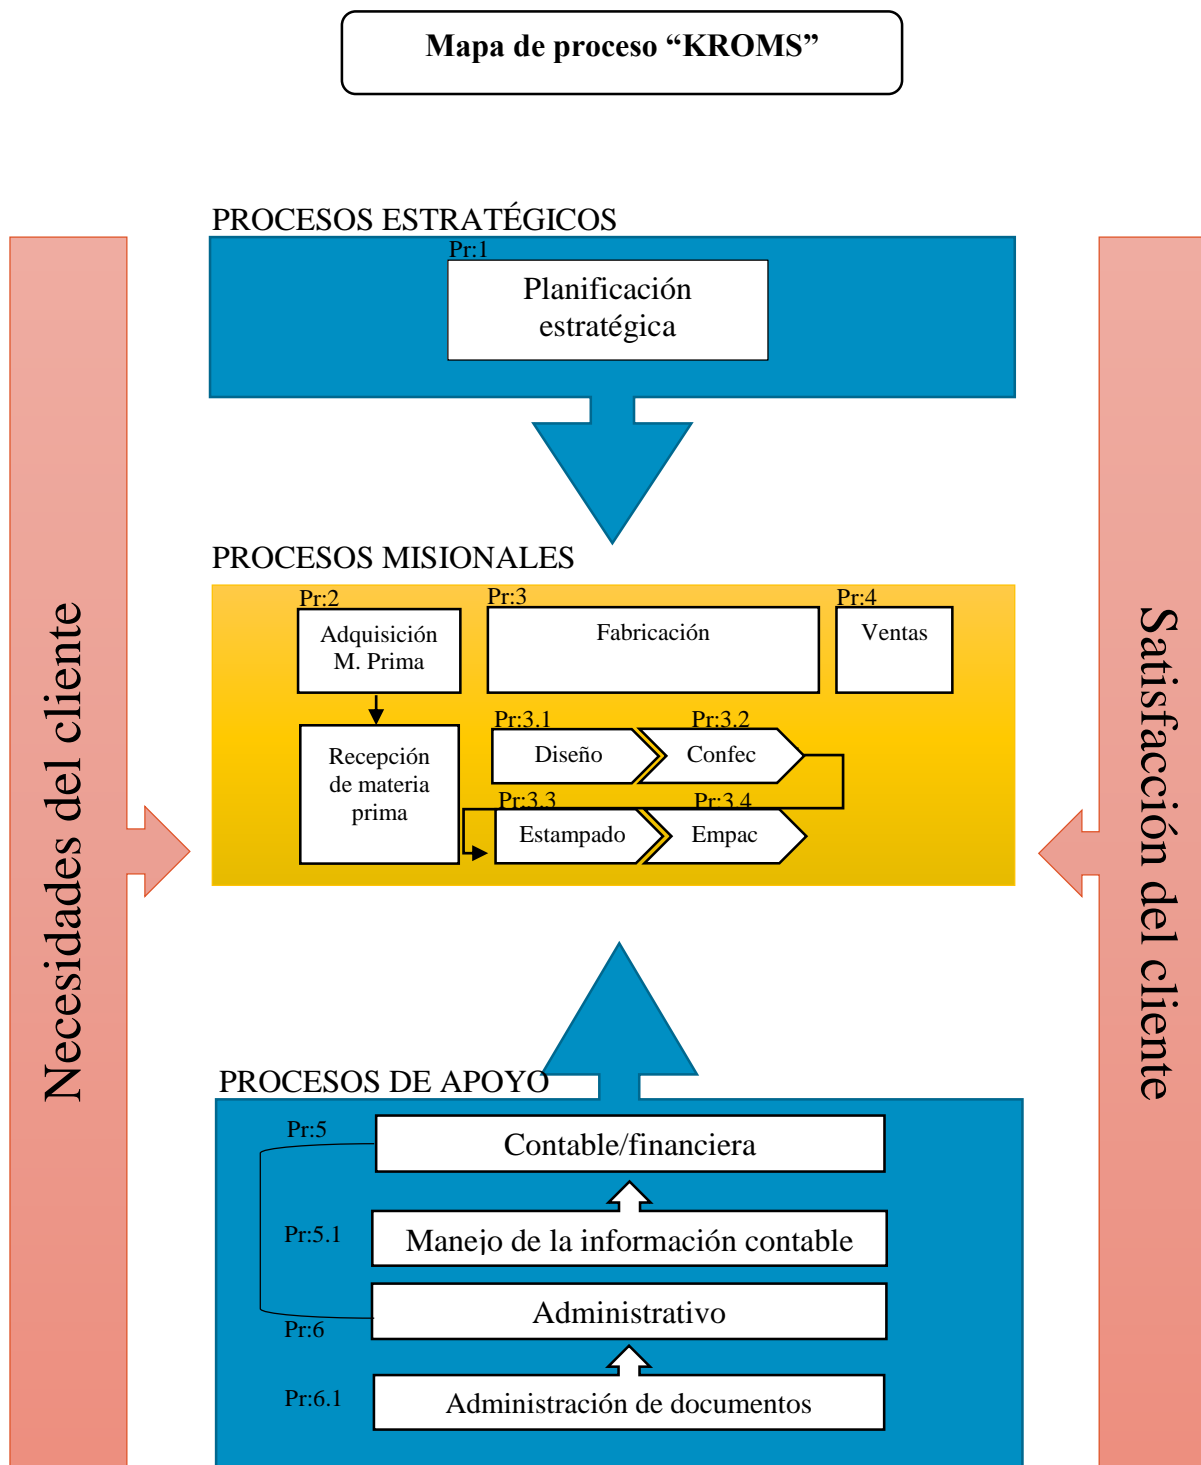 Mapa de proceso “KROMS”
PROCESOS ESTRATÉGICOS
Pr:1
Planificación
estratégica
PROCESOS MISIONALES
Pr:2
Adquisición
M. Prima
Pr:3
Fabricación
Pr:4
Ventas
Recepción
de materia
prima
Pr:3.1
Diseño
Pr:3.2
Confec
Pr:3.3
Estampado
Pr:3.4
Empac
PROCESOS DE APOYO
Pr:5
Contable/financiera
Pr:5.1
Manejo de la información contable
Administrativo
Pr:6
Pr:6.1
Administración de documentos
Necesidades del cliente
Satisfacción del cliente